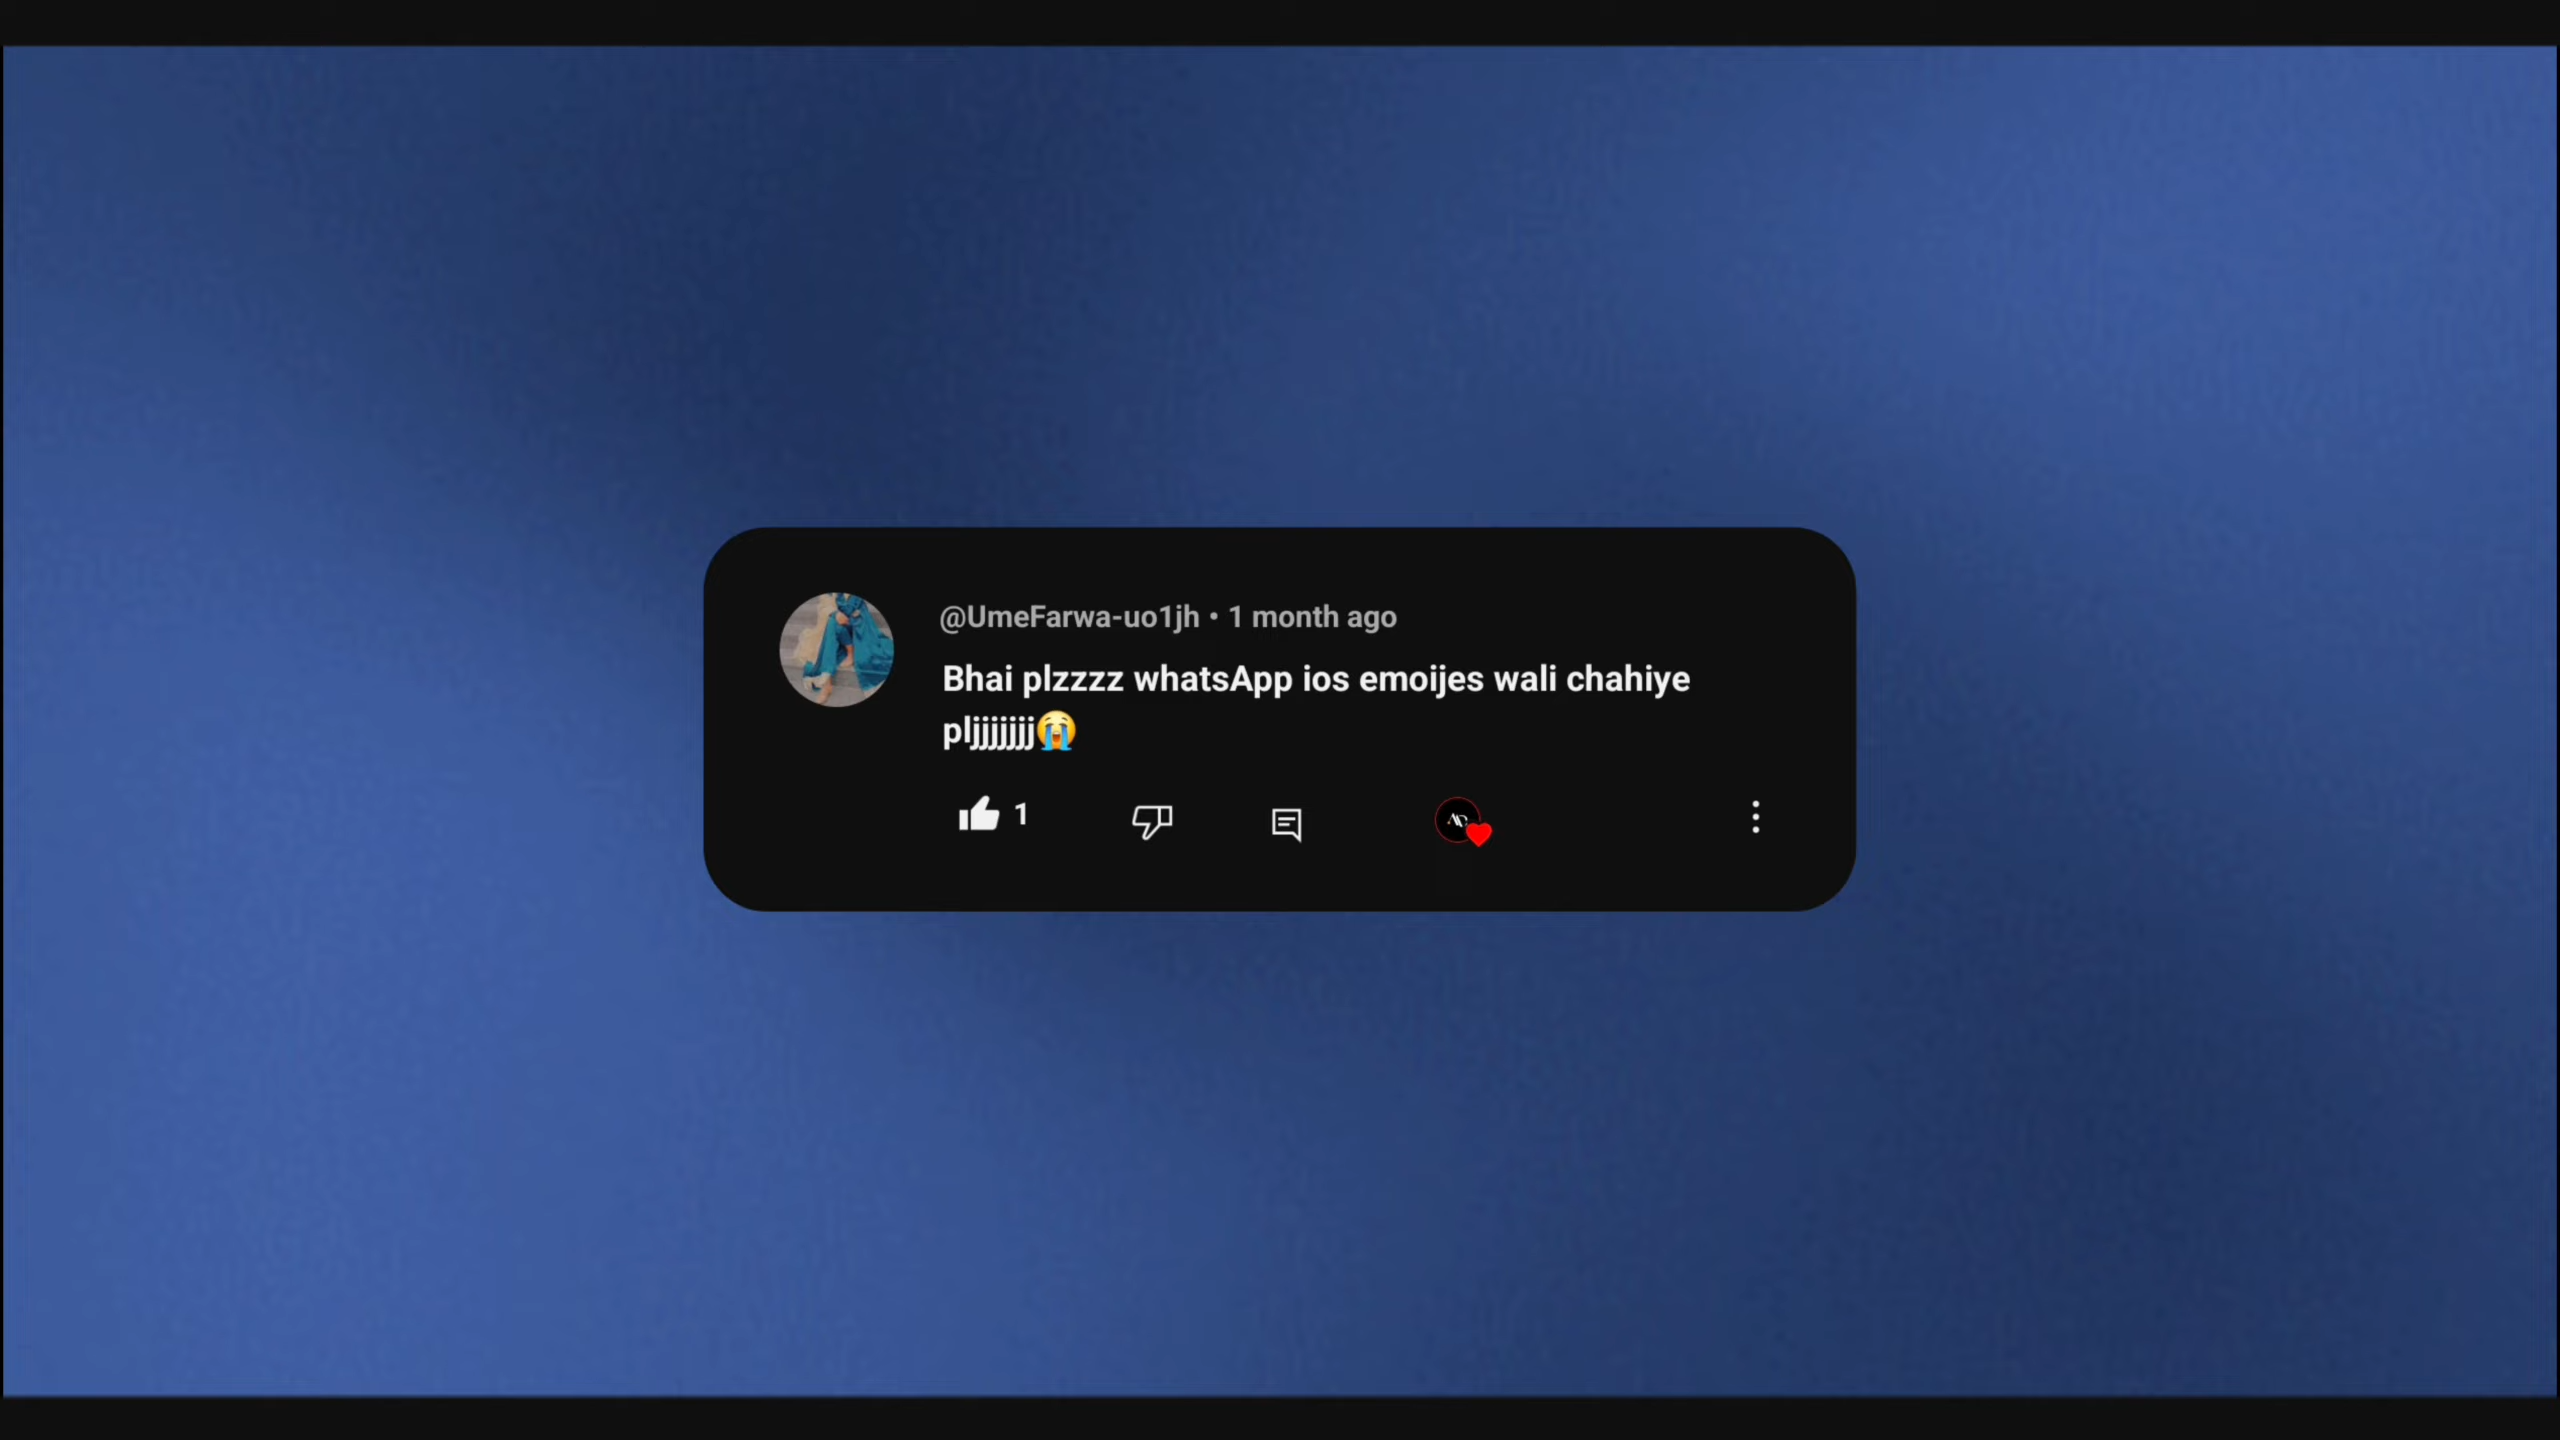 @UmeFarwa-uo1jh • 1 month ago
Bhai plzzzz whatsApp ios emoijes wali chahiye
pljjjjjjjj😭
1